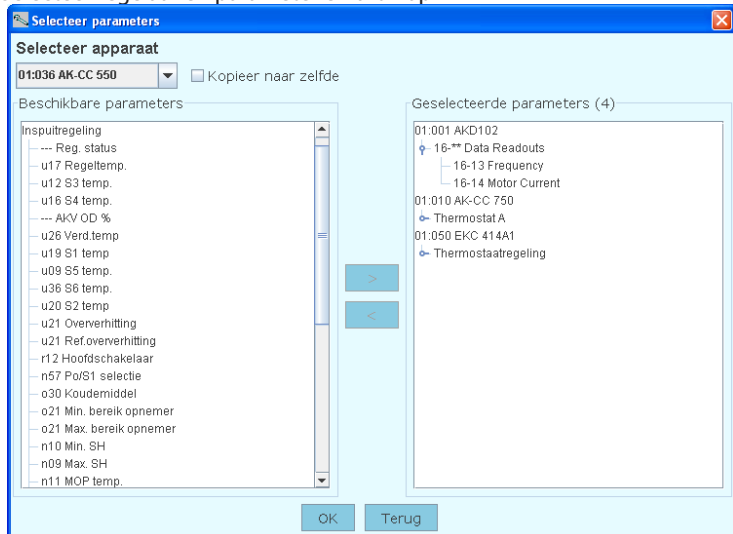 Selecteer parameters
Selecteer apparaat
01:036 AK-CC 550
Kopieer naar zelfde
Beschikbare parameters
Inspuitregeling
--- Reg. status
u17 Regeltemp.
u12 S3 temp.
u16 S4 temp.
--- AKV OD %
u26 Verd.temp
u19 S1 temp
u09 S5 temp.
u36 S6 temp.
u20 S2 temp
u21 Oververhitting
u21 Ref.oververhitting
r12 Hoofdschakelaar
n57 Po/S1 selectie
o30 Koudemiddel
o21 Min. bereik opnemer
o21 Max. bereik opnemer
n10 Min. SH
n09 Max. SH
n11 MOP temp.
>
<
Geselecteerde parameters (4)
01:001 AKD102
16-** Data Readouts
16-13 Frequency
16-14 Motor Current
01:010 AK-CC 750
Thermostat A
01:050 EKC 414A1
Thermostaatregeling
OK
Terug